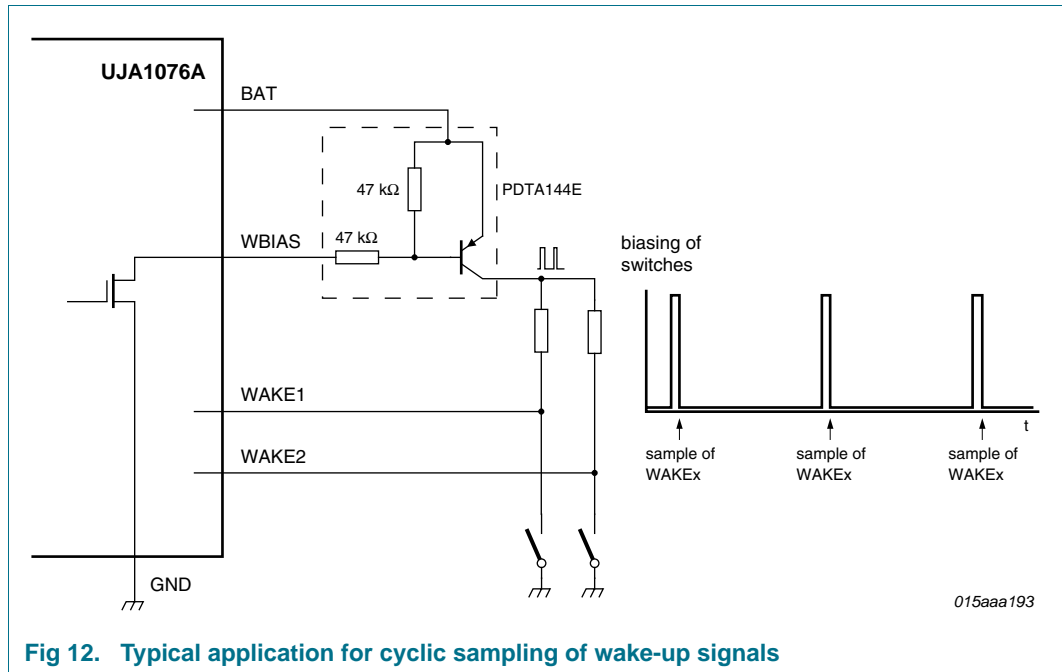 UJA1076A
BAT
47 kΩ
PDTA144E
WBIAS
47 kΩ
biasing of
switches
WAKE1
t
sample of
WAKEx
sample of
WAKEx
sample of
WAKEx
WAKE2
GND
015aaa193
Fig 12. Typical application for cyclic sampling of wake-up signals